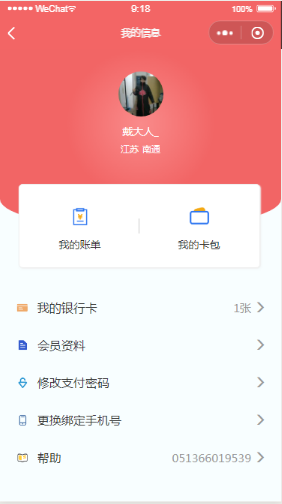 WeChat 9:18 100%
我的信息
戴大人_
江苏 南通
我的账单 我的卡包
我的银行卡 1张
会员资料
修改支付密码
更换绑定手机号
帮助 051366019539